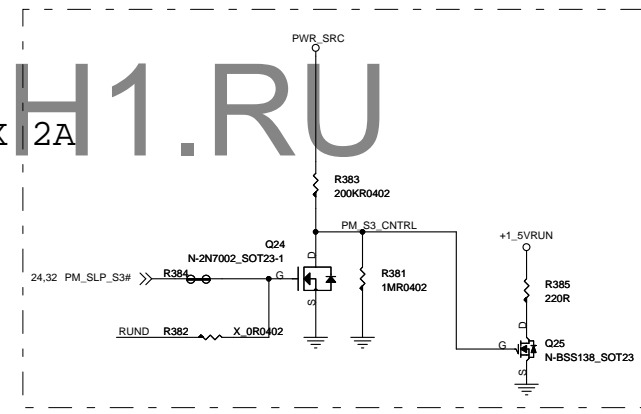 PWR_SRC
H1.RU
X 2A
R383
200KR0402
PM_S3_CNTRL
+1_5VRUN
Q24
N-2N7002_SOT23-1
D
G
S
24,32 PM_SLP_S3#
R384
R381
1MR0402
R385
220R
RUND
R382
X_0R0402
D
G
S
Q25
N-BSS138_SOT23